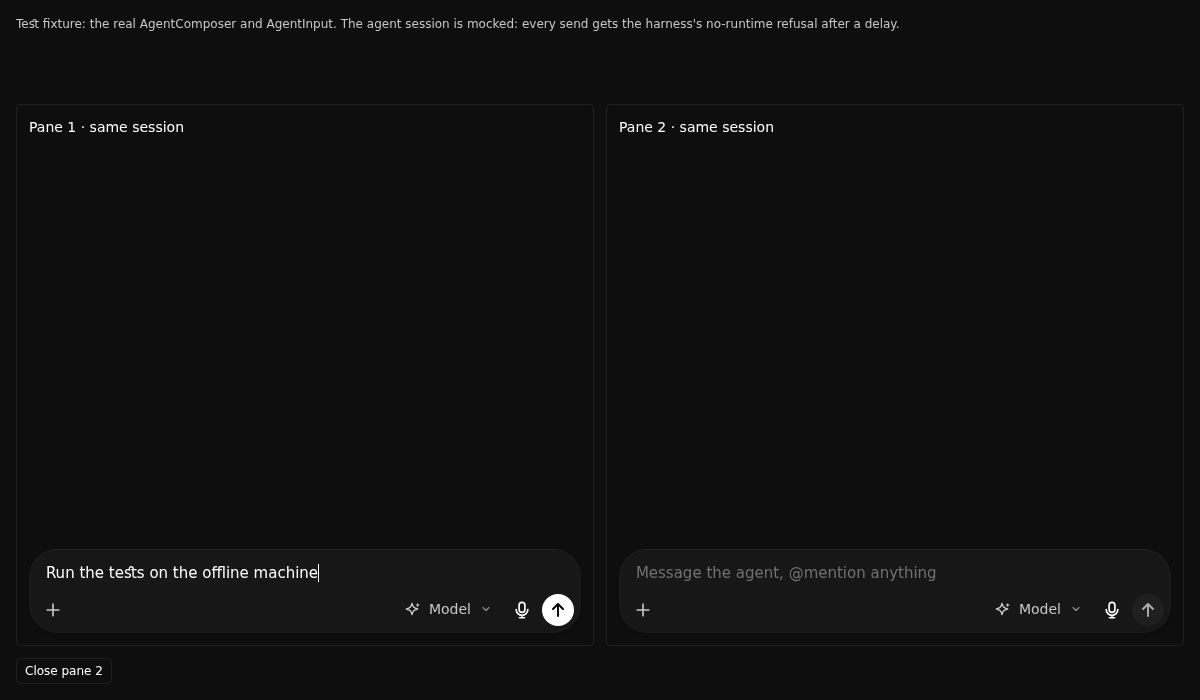 Test fixture: the real AgentComposer and AgentInput. The agent session is mocked: every send gets the harness's no-runtime refusal after a delay.
Pane 1 · same session
Pane 2 · same session
Run the tests on the offline machine
Message the agent, @mention anything
Model
Model
Close pane 2